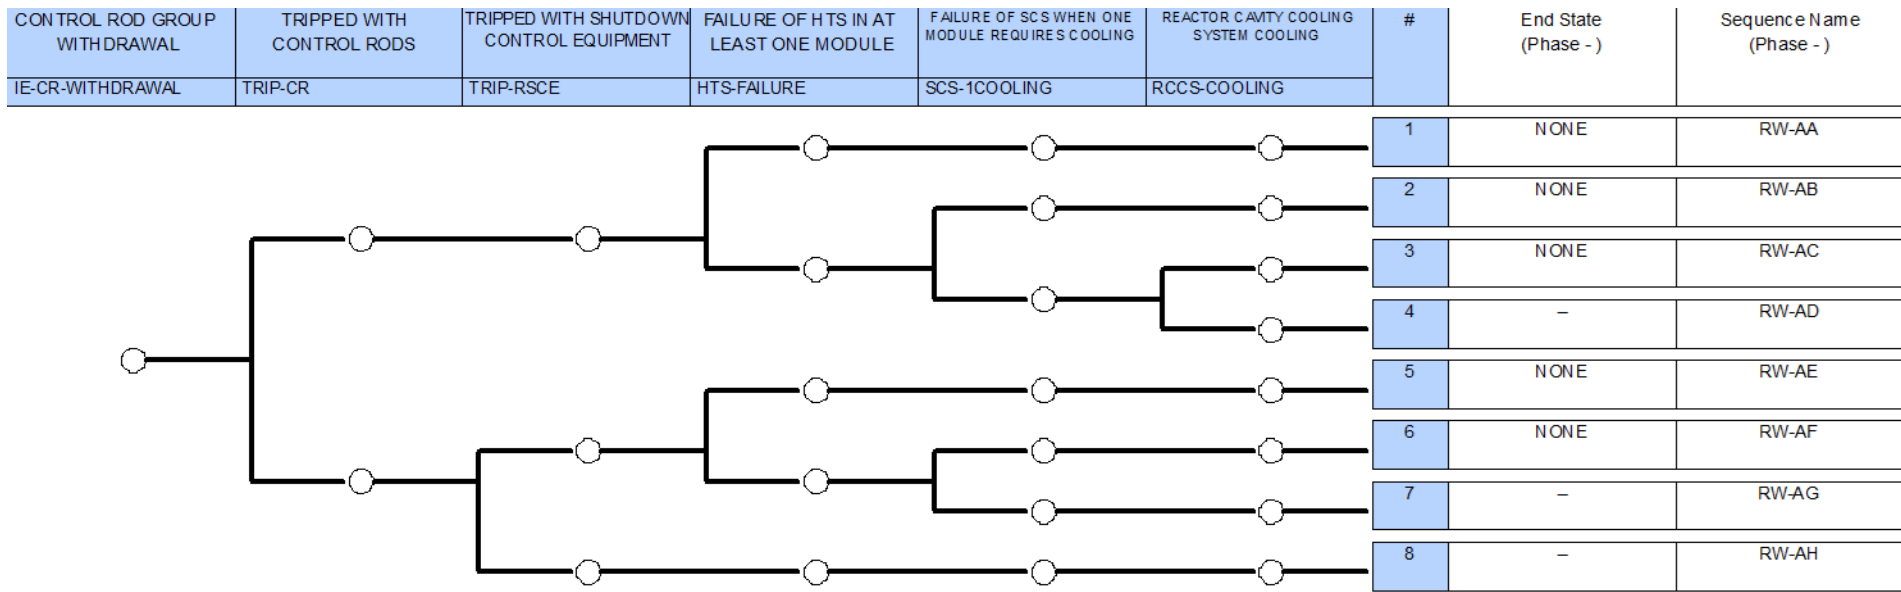 CONTROL ROD GROUP
WITHDRAWAL
TRIPPED WITH
CONTROL RODS
TRIPPED WITH SHUTDOWN
CONTROL EQUIPMENT
FAILURE OF HTS IN AT
LEAST ONE MODULE
FAILURE OF SCS WHEN ONE
MODULE REQUIRES COOLING
REACTOR CAVITY COOLING
SYSTEM COOLING
#
End State
(Phase - )
Sequence Name
(Phase - )
IE-CR-WITHDRAWAL
TRIP-CR
TRIP-RSCE
HTS-FAILURE
SCS-1COOLING
RCCS-COOLING
1 NONE RW-AA
2 NONE RW-AB
3 NONE RW-AC
4 – RW-AD
5 NONE RW-AE
6 NONE RW-AF
7 – RW-AG
8 – RW-AH